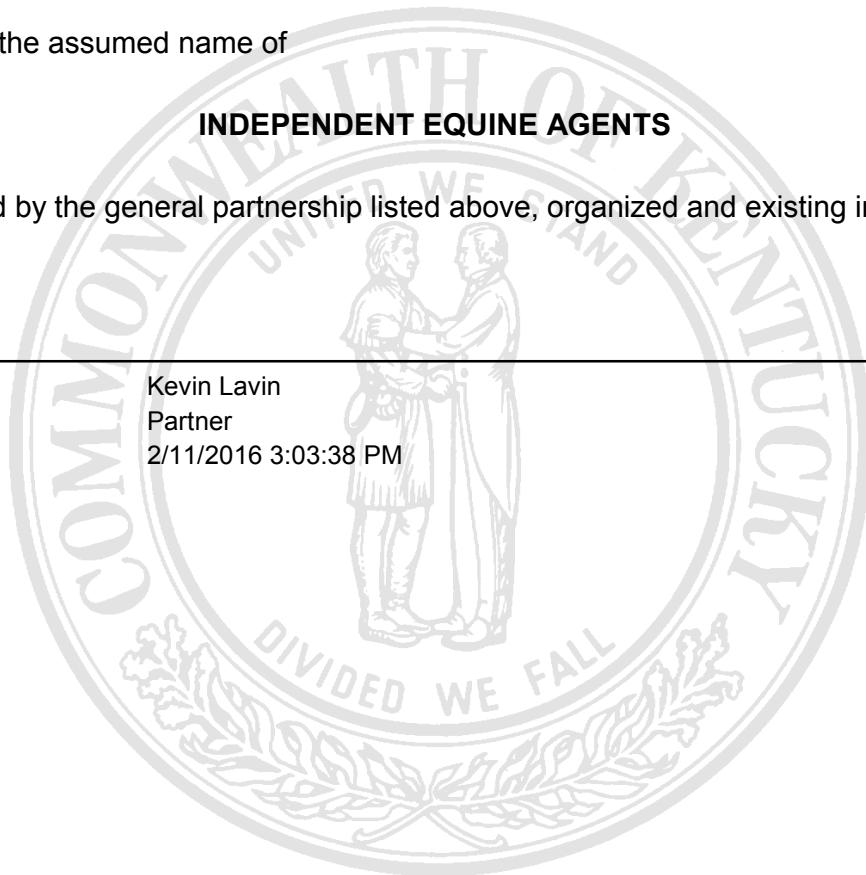 the assumed name of
INDEPENDENT EQUINE AGENTS
by the general partnership listed above, organized and existing
Kevin Lavin
Partner
2/11/2016 3:03:38 PM
COMMONWEALTH OF KENTUCKY
UNITED WE STAND
DIVIDED WE FALL